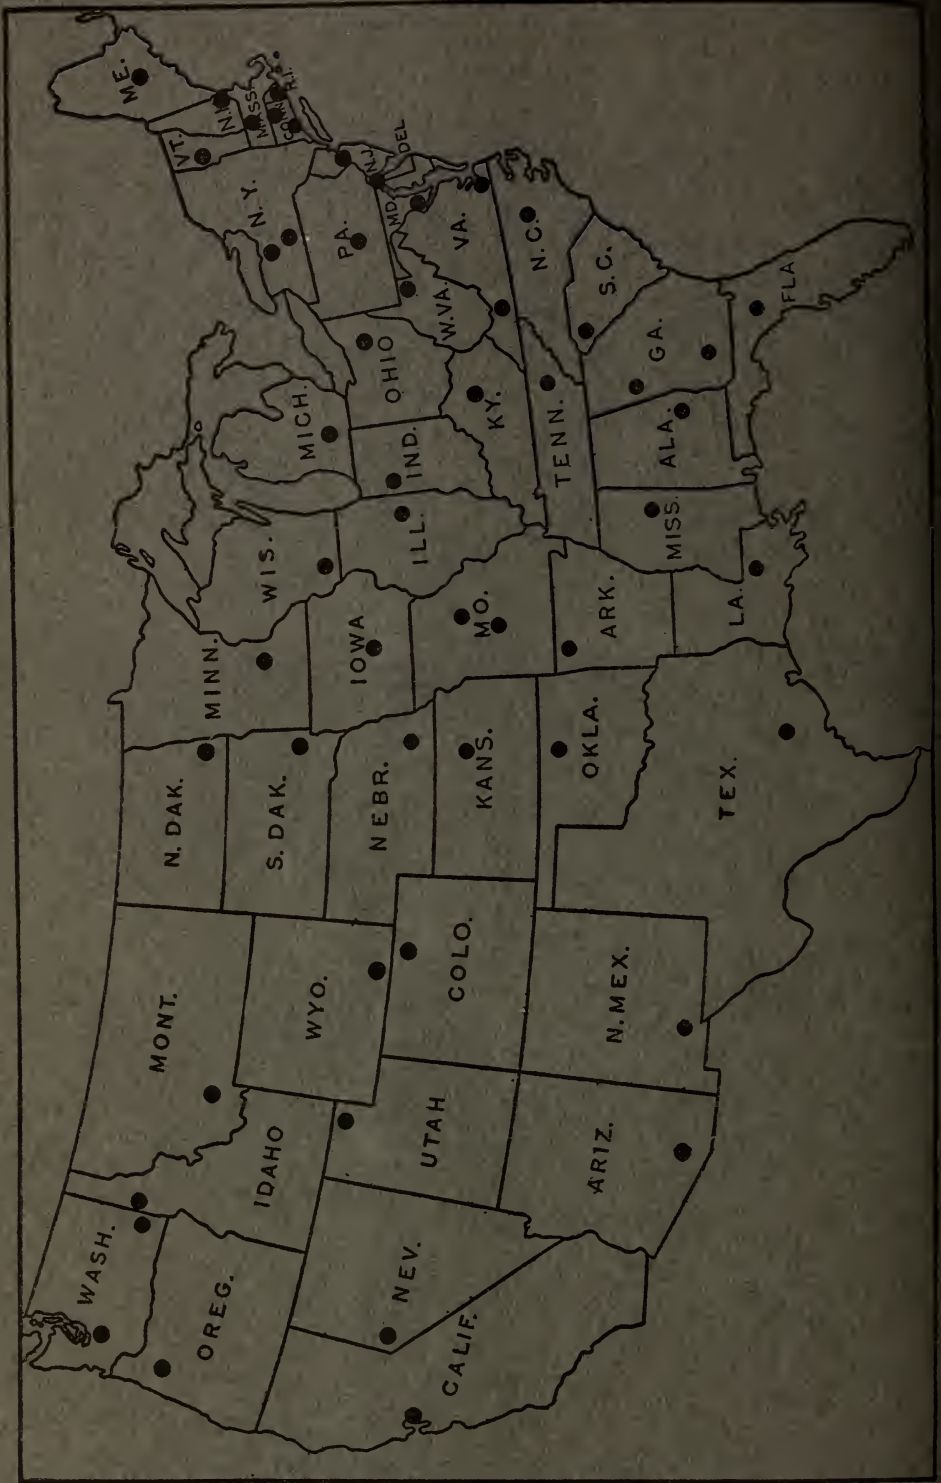 WASH.
OREG.
CALIF.
NEV.
IDAHO
MONT.
WYO.
UTAH
ARIZ.
COLO.
N.MEX.
N.DAK.
S.DAK.
NEBR.
KANS.
OKLA.
TEX.
MINN.
IOWA
MO.
ARK.
LA.
WIS.
ILL.
MICH.
IND.
OHIO
KY.
TENN.
MISS.
ALA.
GA.
FLA
S.C.
N.C.
VA.
W.VA.
MD.
DEL
PA.
N.J.
N.Y.
VT.
N.H.
ME.
MASS.
CONN.
R.I.